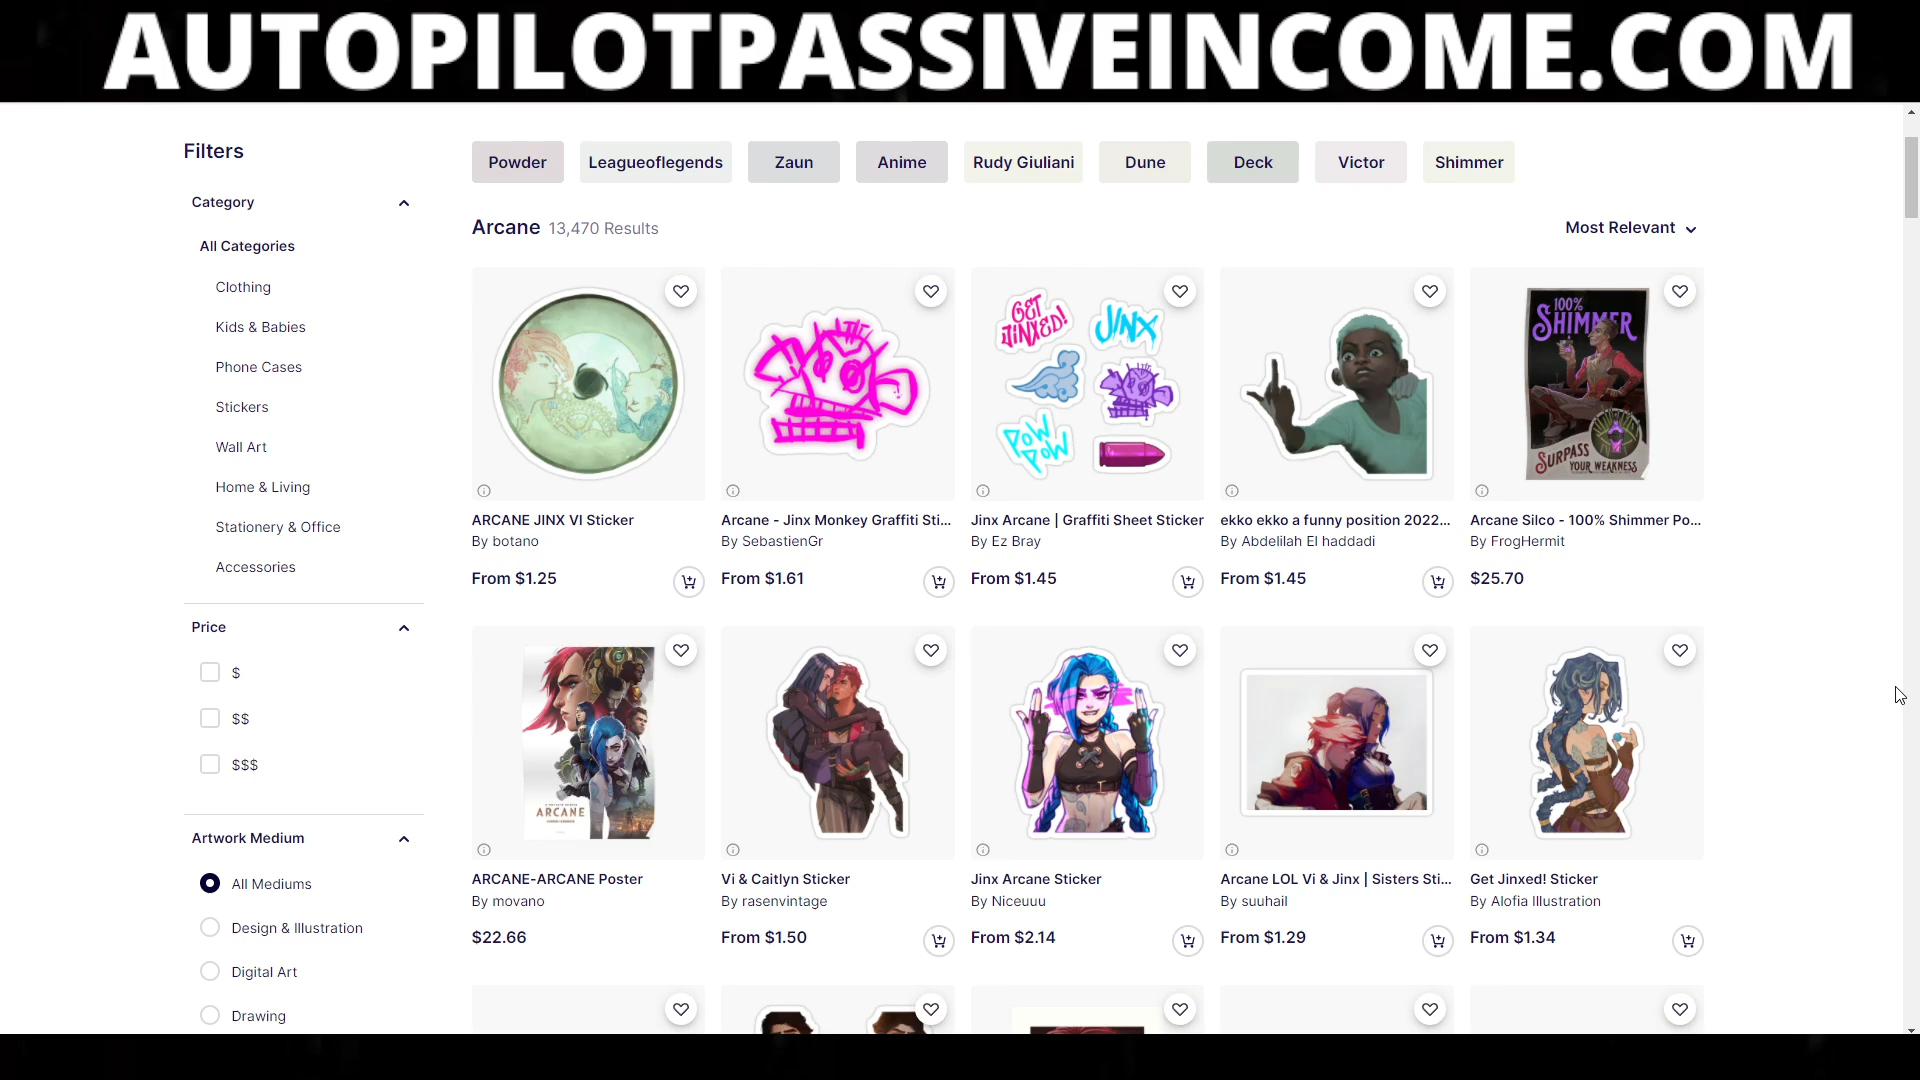 AUTOPILOTPASSIVEINCOME.COM
Filters
Powder
Leagueoflegends
Zaun
Anime
Rudy Giuliani
Dune
Deck
Victor
Shimmer
Category
All Categories
Clothing
Kids & Babies
Phone Cases
Stickers
Wall Art
Home & Living
Stationery & Office
Accessories
Price
$
$$
$$$
Artwork Medium
All Mediums
Design & Illustration
Digital Art
Drawing
Arcane 13,470 Results
Most Relevant
GET
JINXED!
JINX
POW
POW
100%
SHIMMER
SURPASS
YOUR WEAKNESS
ARCANE JINX VI Sticker
By botano
From $1.25
Arcane - Jinx Monkey Graffiti Sti...
By SebastienGr
From $1.61
Jinx Arcane | Graffiti Sheet Sticker
By Ez Bray
From $1.45
ekko ekko a funny position 2022...
By Abdelilah El haddadi
From $1.45
Arcane Silco - 100% Shimmer Po...
By FrogHermit
$25.70
ARCANE
ARCANE-ARCANE Poster
By movano
$22.66
Vi & Caitlyn Sticker
By rasenvintage
From $1.50
Jinx Arcane Sticker
By Niceuuu
From $2.14
Arcane LOL Vi & Jinx | Sisters Sti...
By suuhail
From $1.29
Get Jinxed! Sticker
By Alofia Illustration
From $1.34